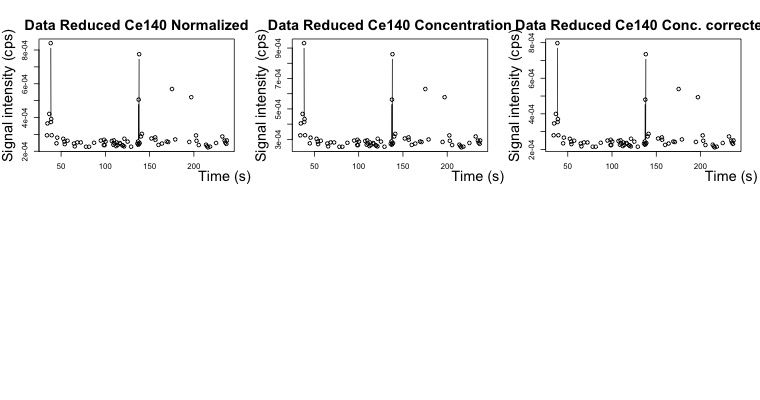 Data Reduced Ce140 Normalized
Signal intensity (cps)
2e-04 4e-04 6e-04 8e-04
50 100 150 200
Time (s)
Data Reduced Ce140 Concentration
Signal intensity (cps)
3e-04 5e-04 7e-04 9e-04
50 100 150 200
Time (s)
Data Reduced Ce140 Conc. correcte
Signal intensity (cps)
2e-04 4e-04 6e-04 8e-04
50 100 150 200
Time (s)